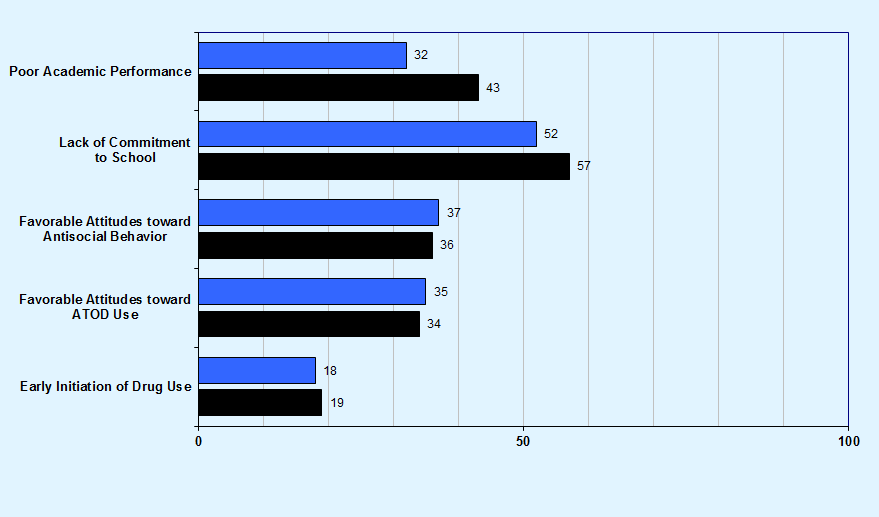 Poor Academic Performance
32
43
Lack of Commitment
to School
52
57
Favorable Attitudes toward
Antisocial Behavior
37
36
Favorable Attitudes toward
ATOD Use
35
34
Early Initiation of Drug Use
18
19
0 50 100